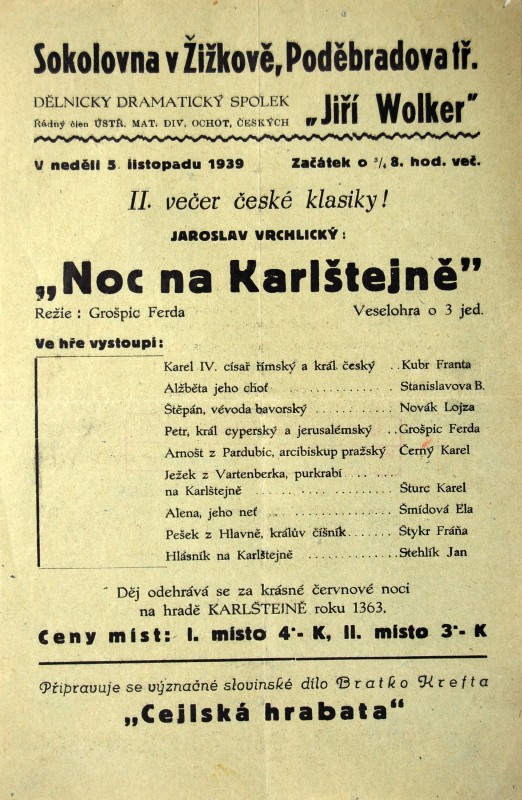 Sokolovna v Žižkově, Poděbradova tř.
DĚLNICKY DRAMATICKÝ SPOLEK
Řádný člen ÚSTŘ. MAT. DIV. OCHOT, ČESKÝCH
„Jiří Wolker"
V neděli 5. listopadu 1939 Začátek o ¾ 8. hod. več.
II. večer české klasiky!
JAROSLAV VRCHLICKÝ:
„Noc na Karlštejně"
Režie: Grošpic Ferda Veselohra o 3 jed.
Ve hře vystoupí:
Karel IV. císař římský a král český .. Kubr Franta
Alžběta jeho choť .............. Stanislavova B.
Štěpán, vévoda bavorský .......... Novák Lojza
Petr, král cyperský a jerusalémský .. Grošpic Ferda
Arnošt z Pardubic, arcibiskup pražský Černý Karel
Ježek z Vartenberka, purkrabí ... ...
na Karlštejně .. .............. Šturc Karel
Alena, jeho neť .. .............. Šmídová Ela
Pešek z Hlavně, králův číšník...... Štykr Fráňa
Hlásník na Karlštejně ............ Stehlík Jan
Děj odehrává se za krásné červnové noci
na hradě KARLŠTEJNĚ roku 1363.
Ceny míst: I. místo 4·- K, II. místo 3·- K
Připravuje se význačné slovinské dílo Bratko Krefta
„Cejlská hrabata"